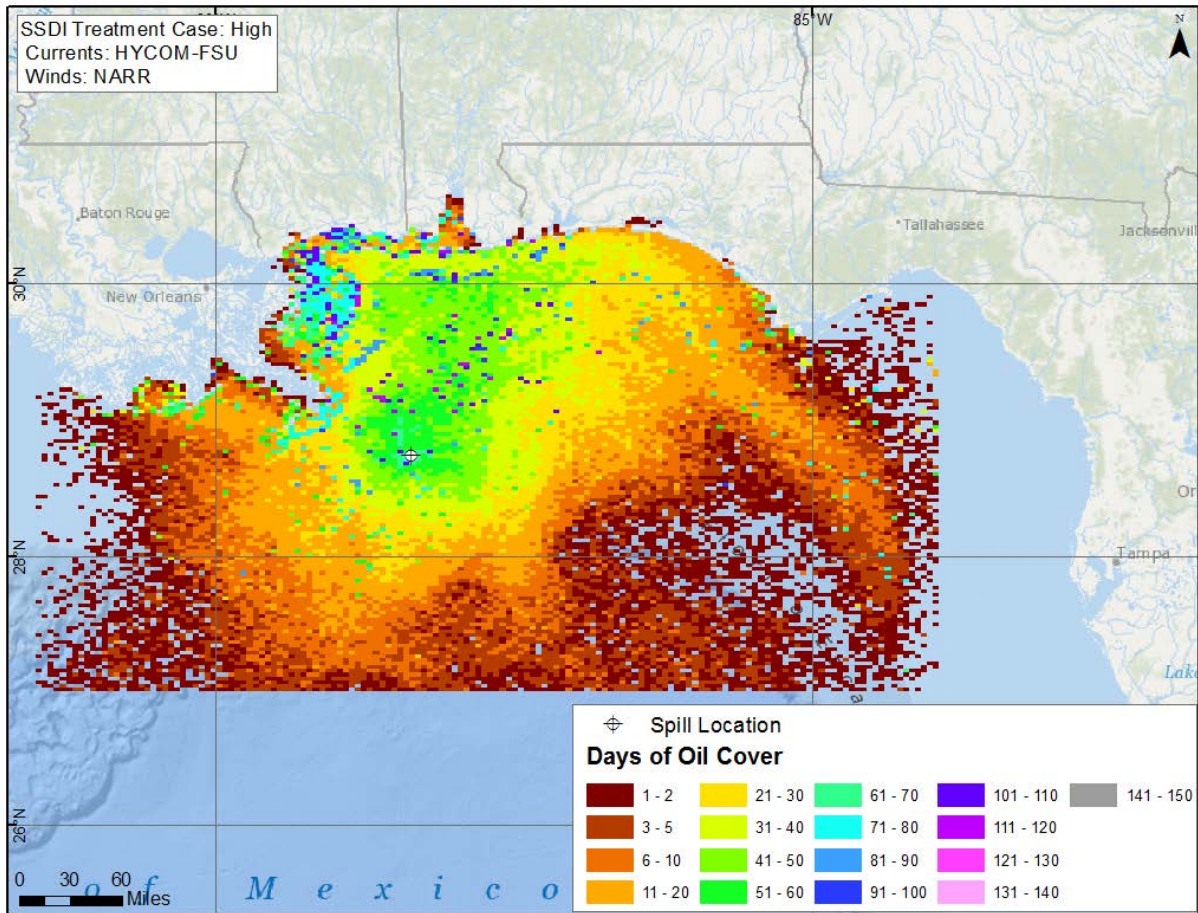 SSDI Treatment Case: High
Currents: HYCOM-FSU
Winds: NARR
85°W
N
Baton Rouge
Tallahassee
Jacksonvill
30°N
New Orleans
28°N
Or
Tampa
Lake
26°N
o f M e x i c o
0 30 60
Miles
Spill Location
Days of Oil Cover
1 - 2
21 - 30
61 - 70
101 - 110
141 - 150
3 - 5
31 - 40
71 - 80
111 - 120
6 - 10
41 - 50
81 - 90
121 - 130
11 - 20
51 - 60
91 - 100
131 - 140